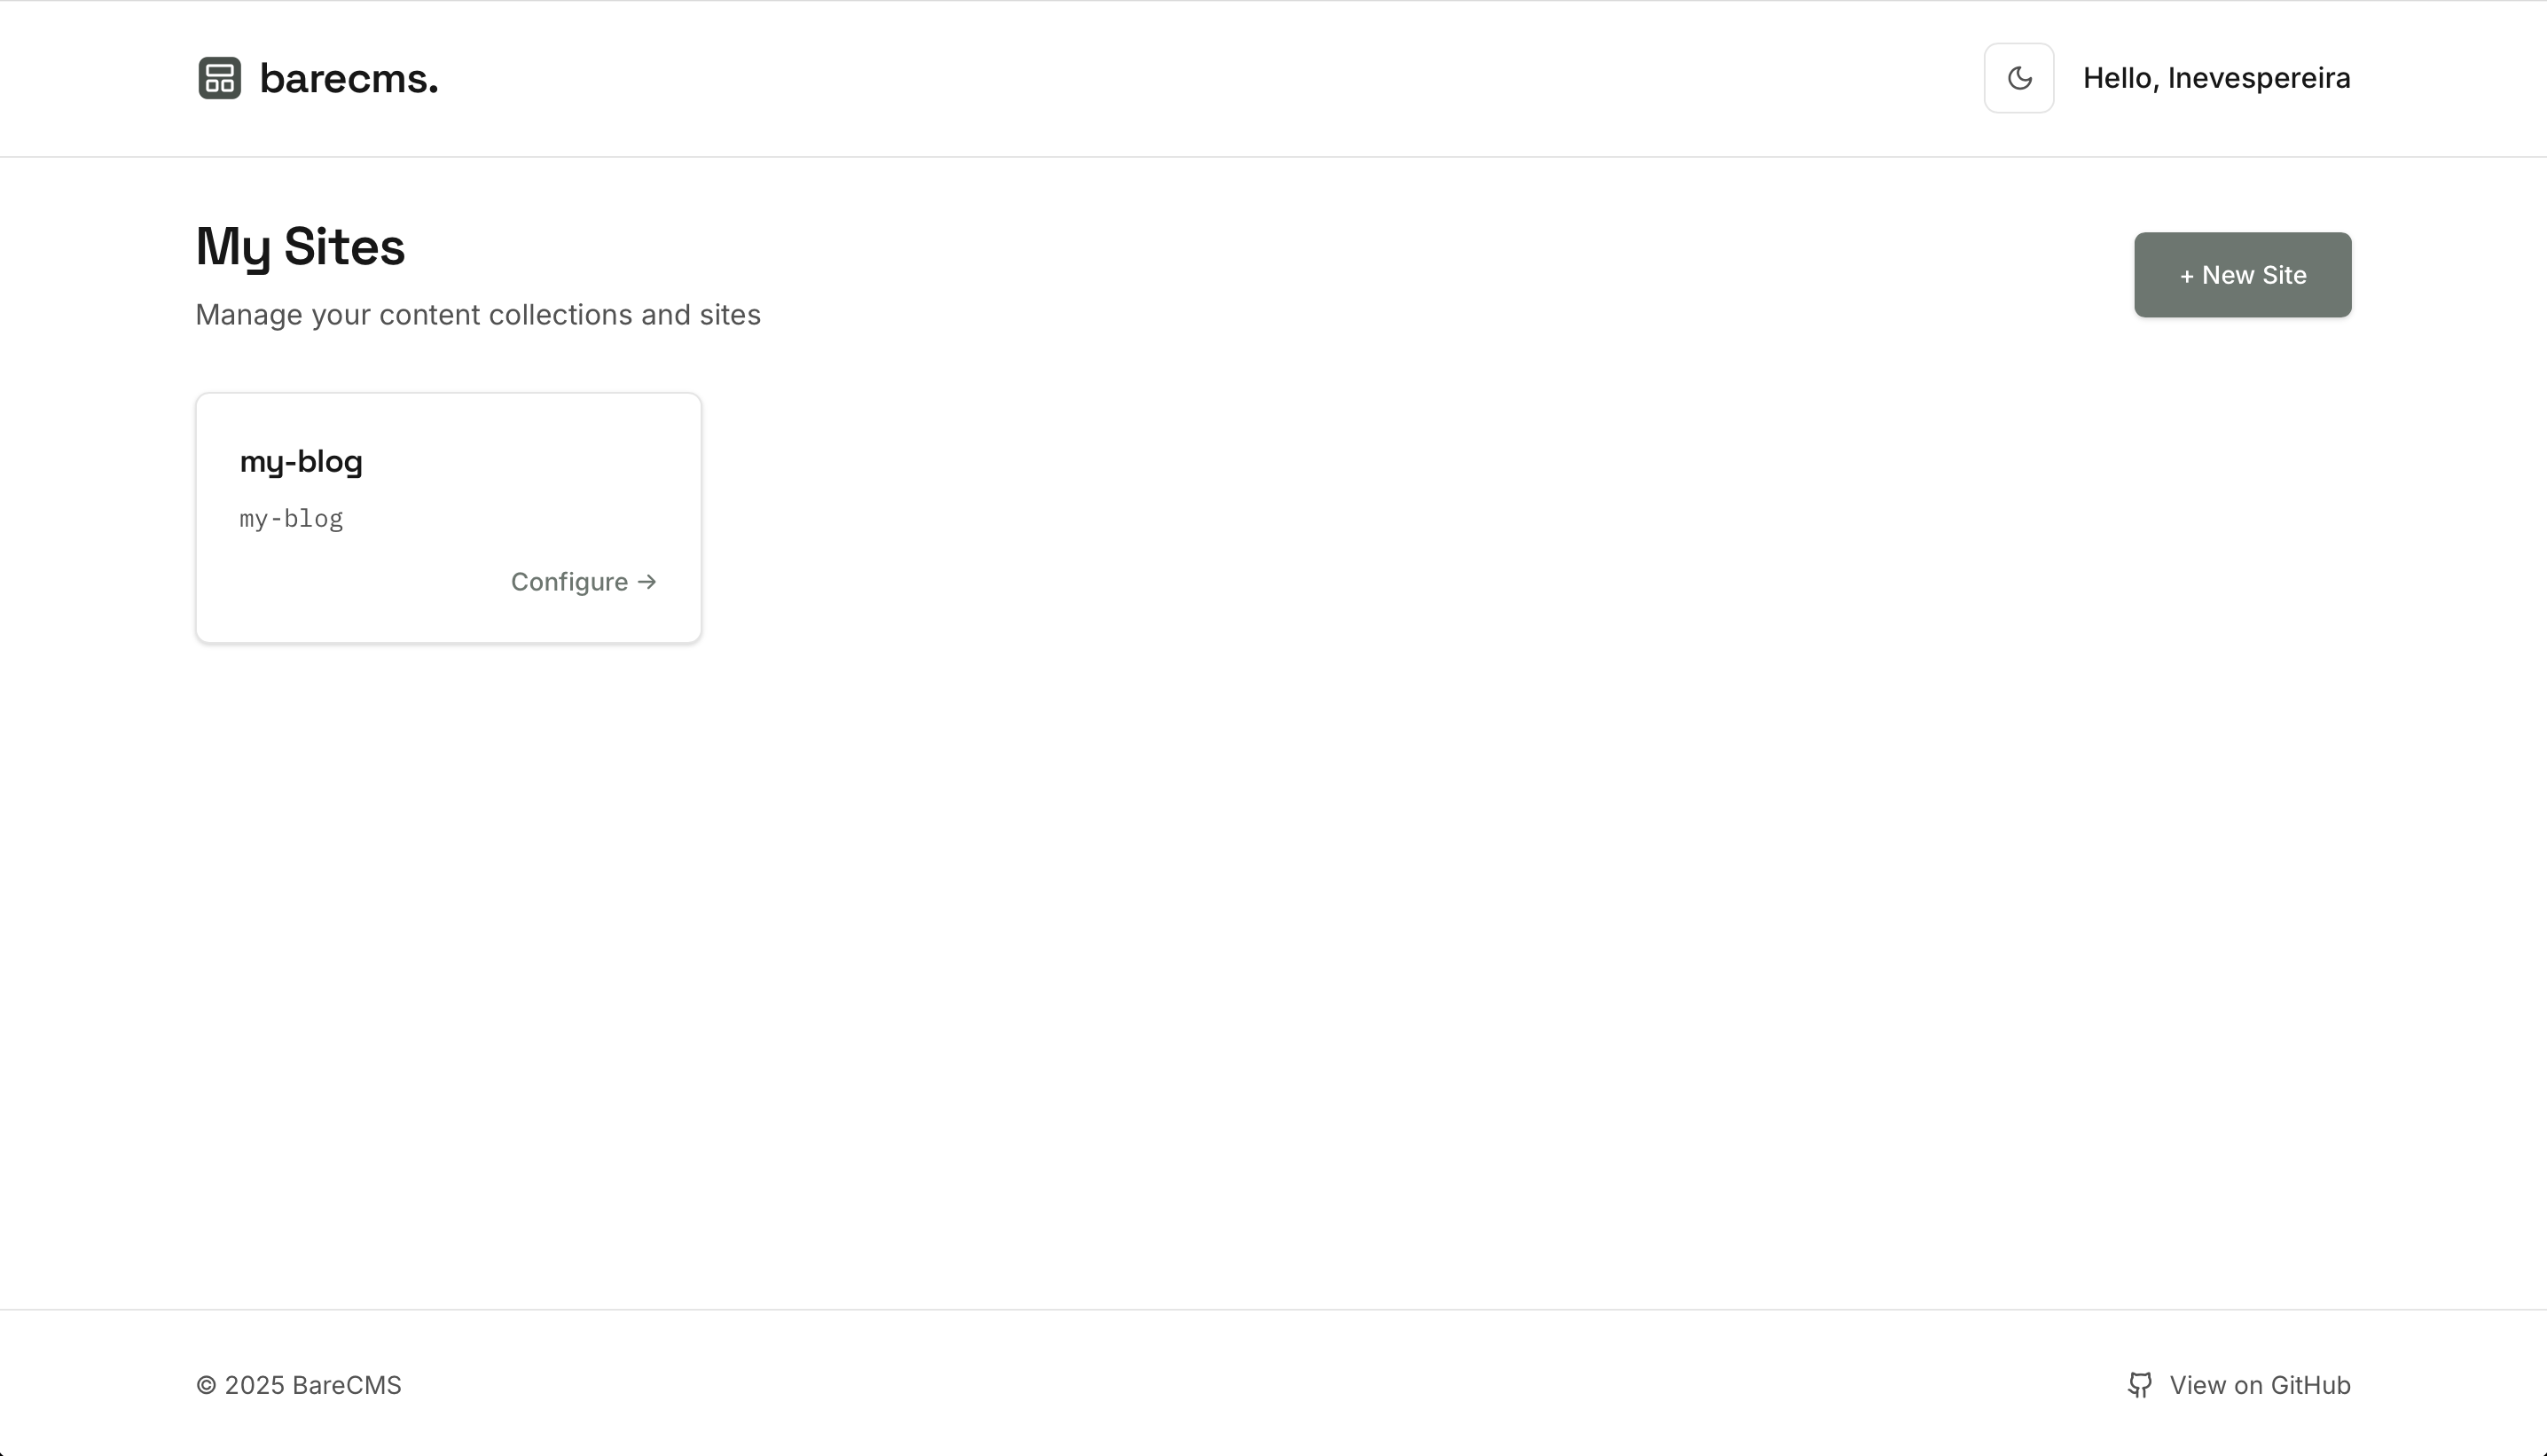 barecms.
Hello, Inevespereira
My Sites
+ New Site
Manage your content collections and sites
my-blog
my-blog
Configure →
© 2025 BareCMS
View on GitHub